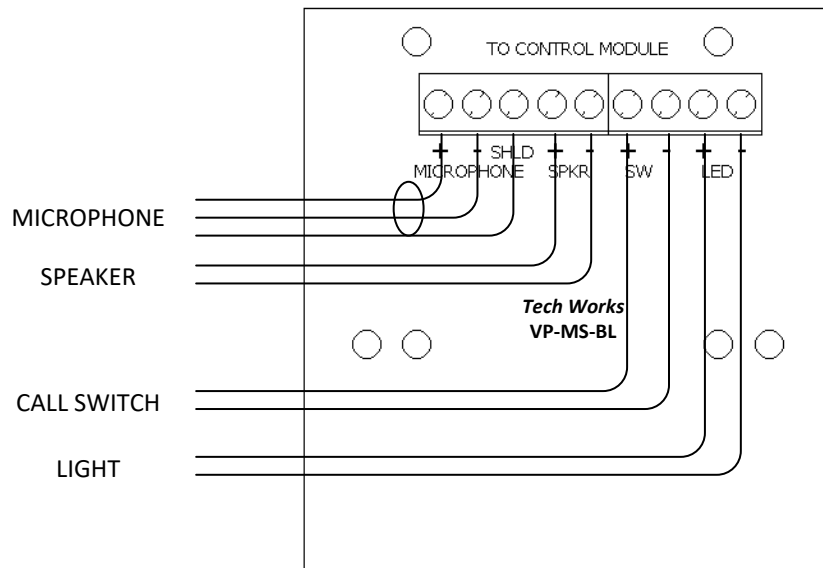 TO CONTROL MODULE
+ - SHLD + - + - + -
MICROPHONE SPKR SW LED
MICROPHONE
SPEAKER
Tech Works
VP-MS-BL
CALL SWITCH
LIGHT